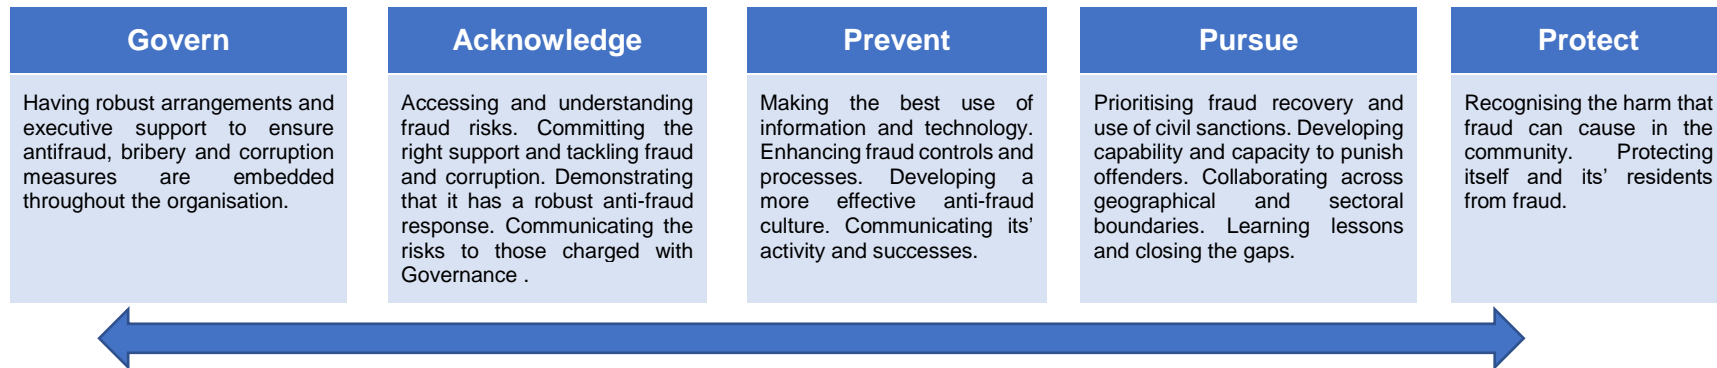 Govern
Having robust arrangements and
executive support to ensure
antifraud, bribery and corruption
measures are embedded
throughout the organisation.
Acknowledge
Accessing and understanding
fraud risks. Committing the
right support and tackling fraud
and corruption. Demonstrating
that it has a robust anti-fraud
response. Communicating the
risks to those charged with
Governance .
Prevent
Making the best use of
information and technology.
Enhancing fraud controls and
processes. Developing a
more effective anti-fraud
culture. Communicating its’
activity and successes.
Pursue
Prioritising fraud recovery and
use of civil sanctions. Developing
capability and capacity to punish
offenders. Collaborating across
geographical and sectoral
boundaries. Learning lessons
and closing the gaps.
Protect
Recognising the harm that
fraud can cause in the
community. Protecting
itself and its’ residents
from fraud.